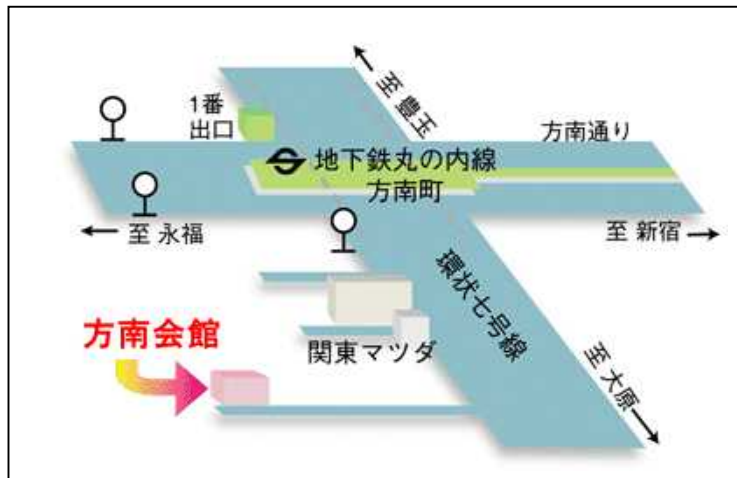 至 豊玉
1番
出口
方南通り
地下鉄丸の内線
方南町
至 永福
至 新宿
環状七号線
方南会館
関東マツダ
至 大原